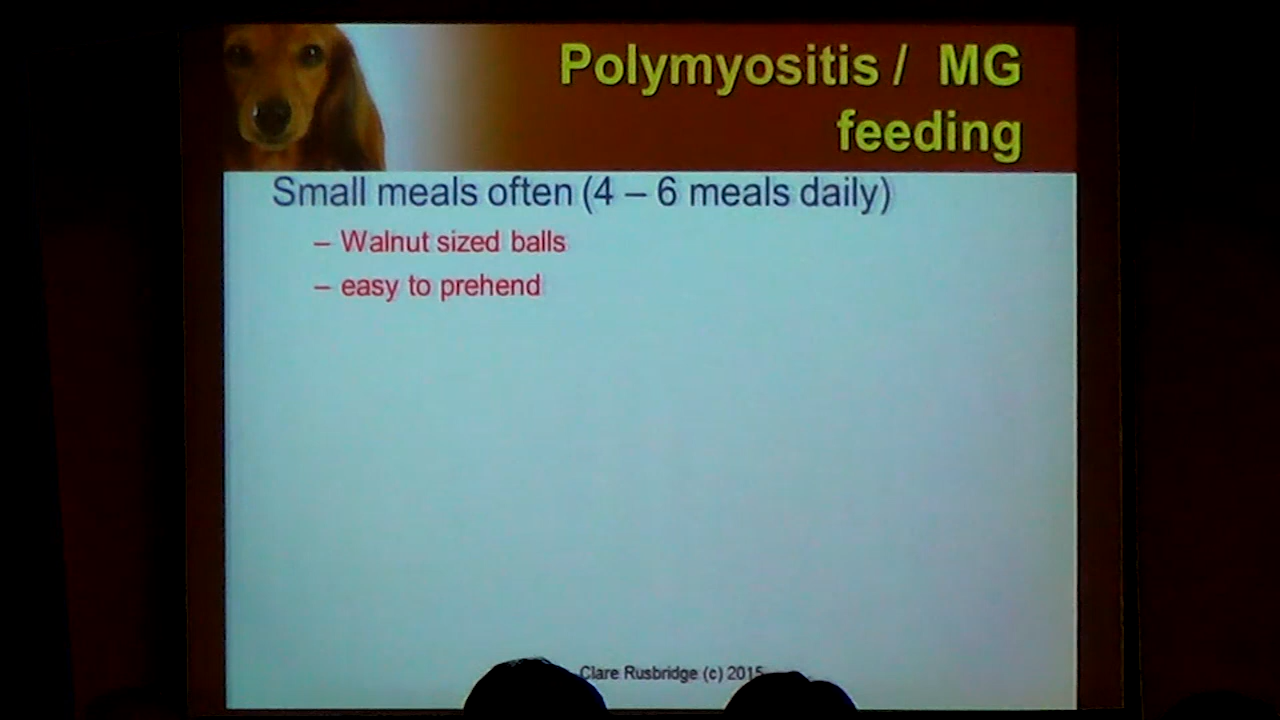 Polymyositis / MG
feeding
Small meals often (4 – 6 meals daily)
– Walnut sized balls
– easy to prehend
Clare Rusbridge (c) 2015